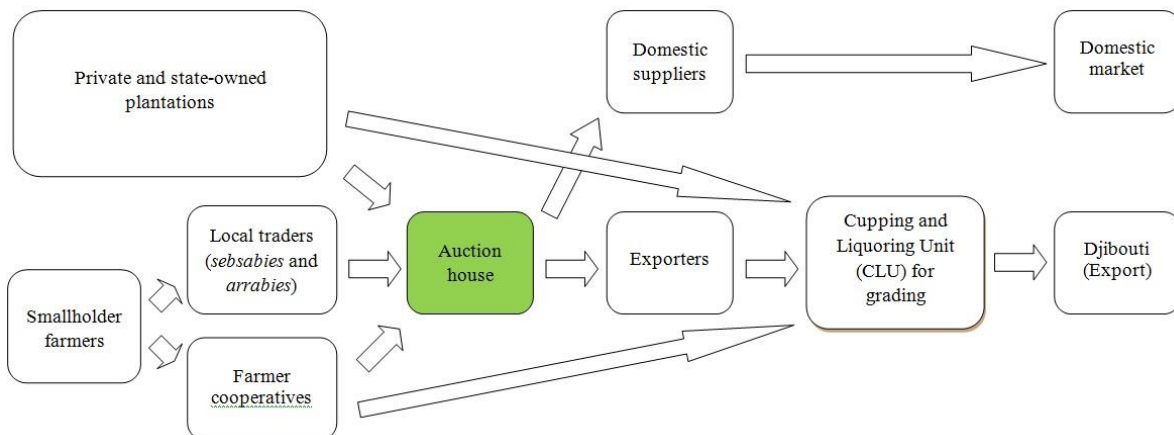 Private and state-owned
plantations
Domestic
suppliers
Domestic
market
Local traders
(sebsabies and
arrabies)
Auction
house
Exporters
Cupping and
Liquoring Unit
(CLU) for
grading
Djibouti
(Export)
Smallholder
farmers
Farmer
cooperatives